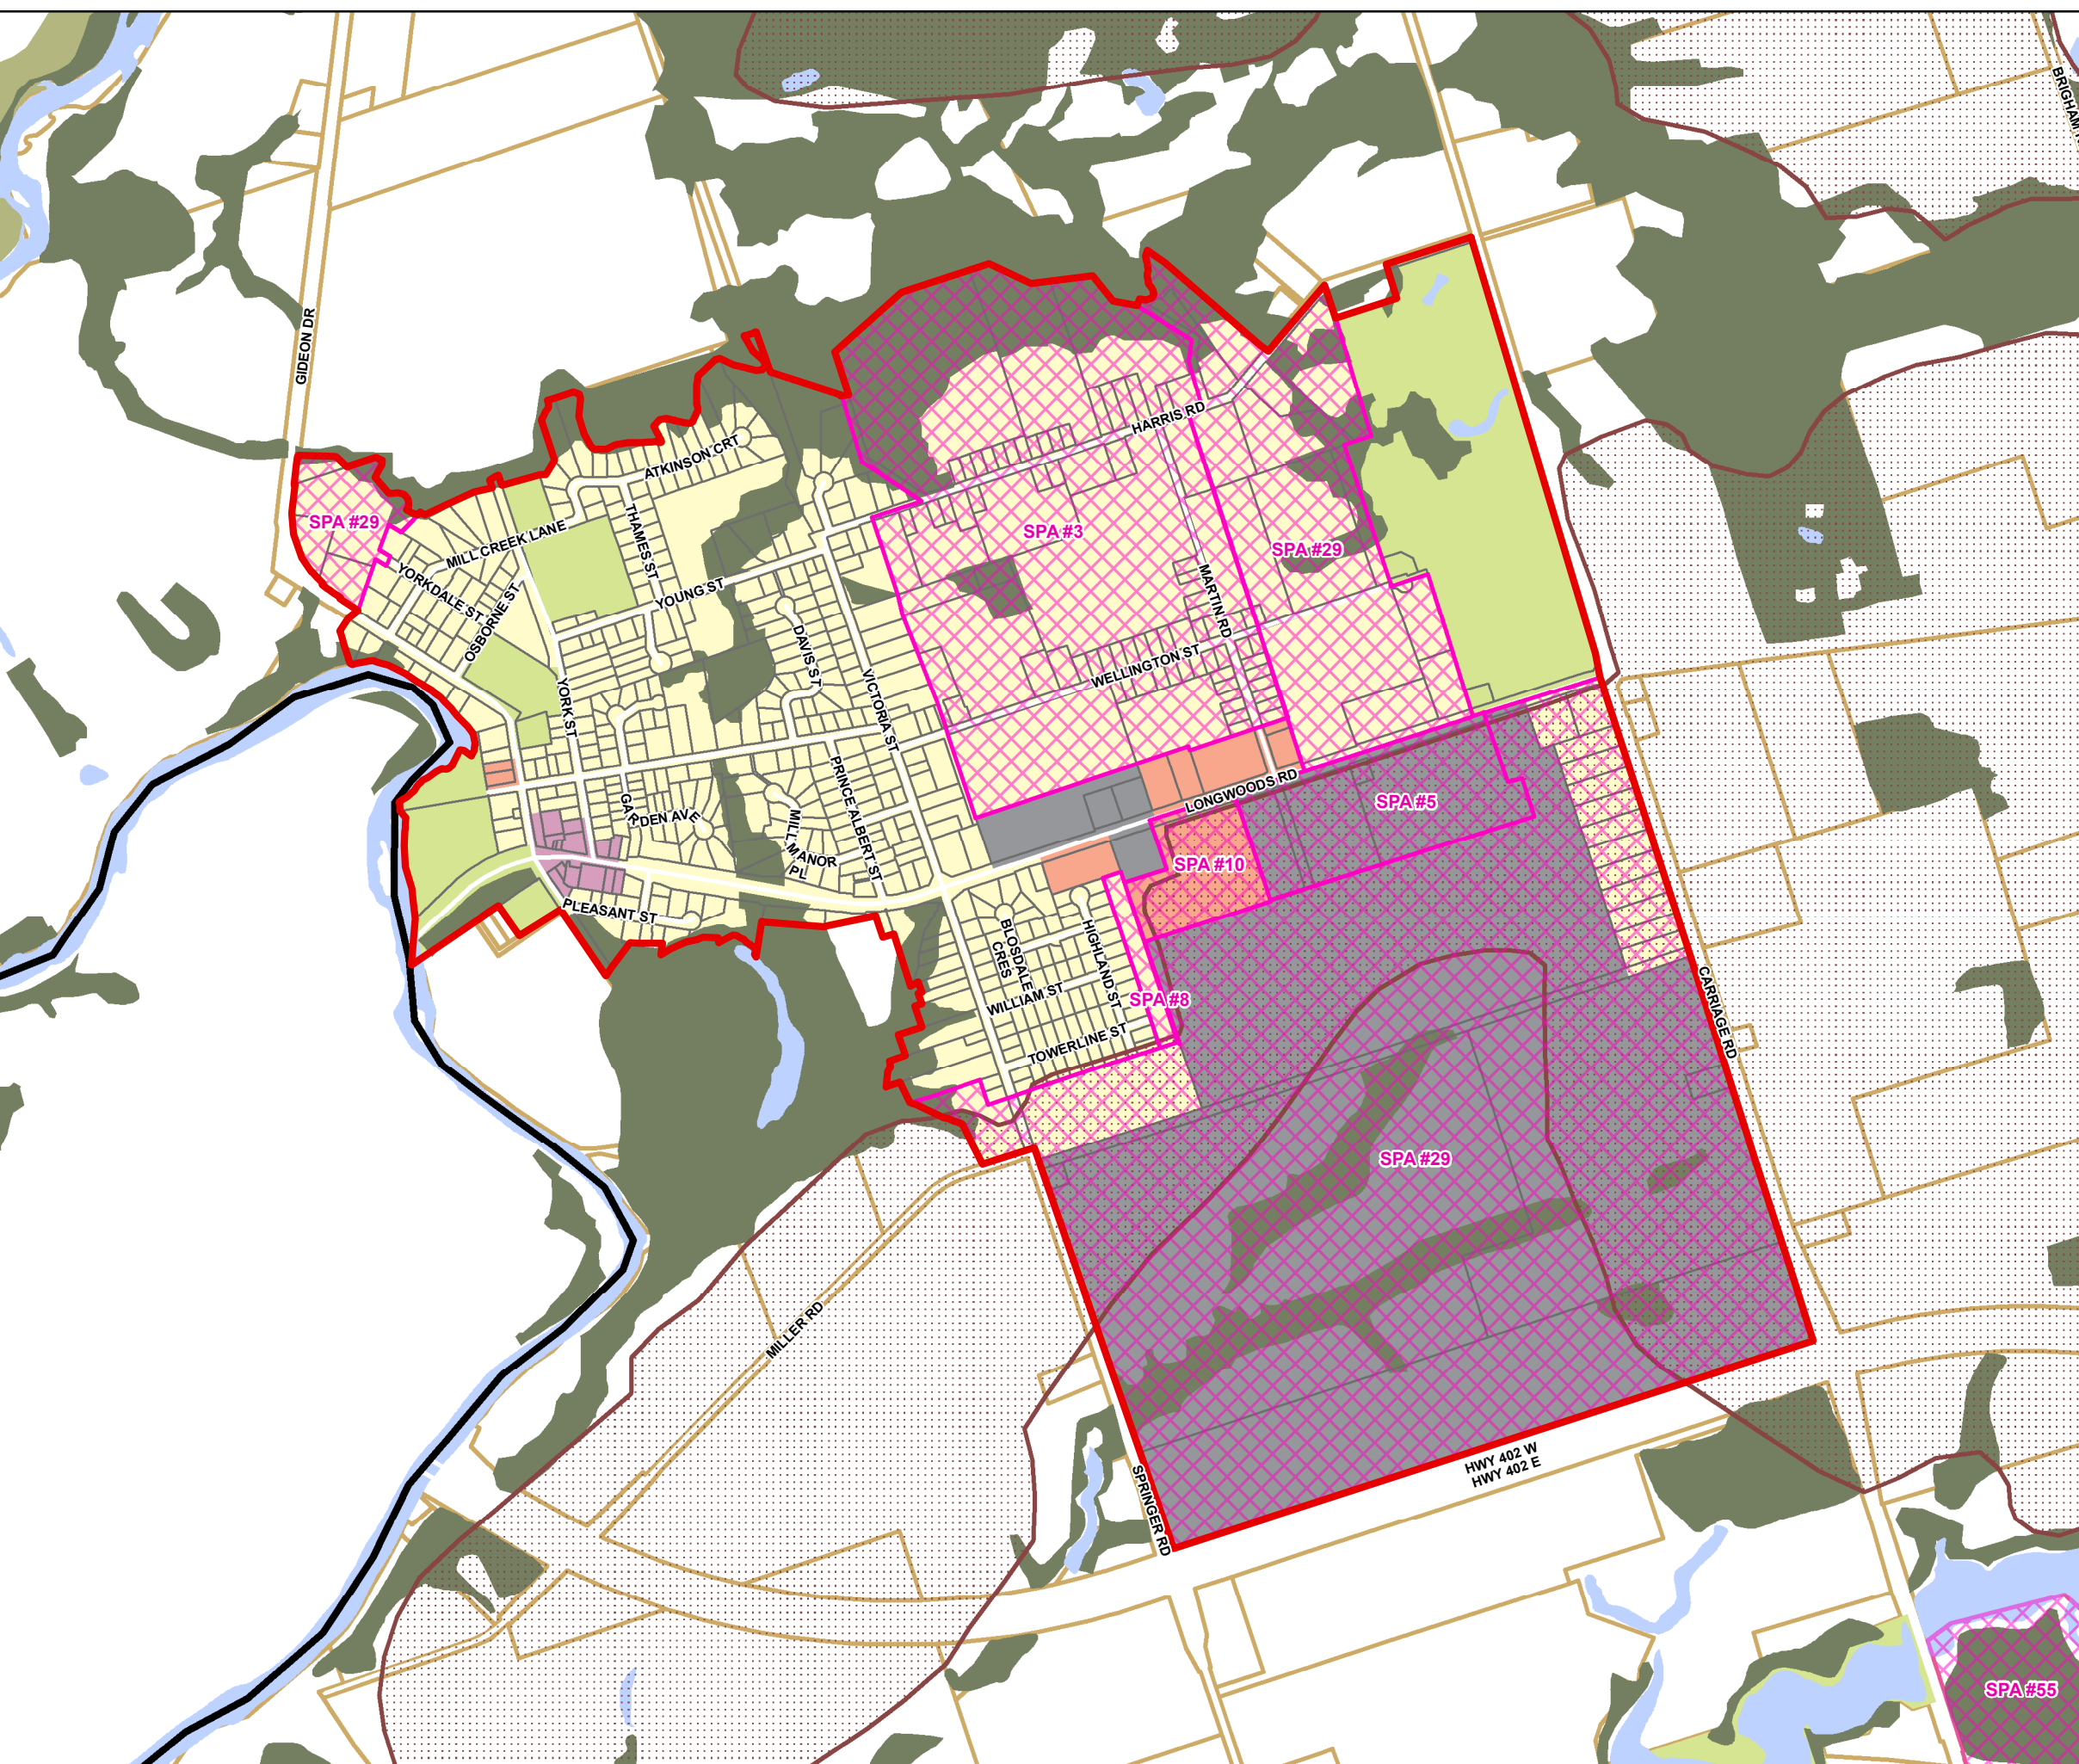 BRIGHAM
GIDEON DR
ATKINSON CRT
HARRIS RD
SPA #29
SPA #3
MILL CREEK LANE
THAMES ST
SPA #29
YORKDALE ST
OSBORNE ST
YOUNG ST
MARTIN RD
DAVIS ST
WELLINGTON ST
YORK ST
VICTORIA ST
LONGWOODS RD
SPA #5
GARDEN AVE
MILL
MANOR
PL
PRINCE ALBERT ST
SPA #10
PLEASANT ST
BLOSDALE
CRES
HIGHLAND ST
WILLIAM ST
SPA #8
CARRIAGE RD
TOWERLINE ST
SPA #29
MILLER RD
HWY 402 W
HWY 402 E
SPRINGER RD
SPA #55